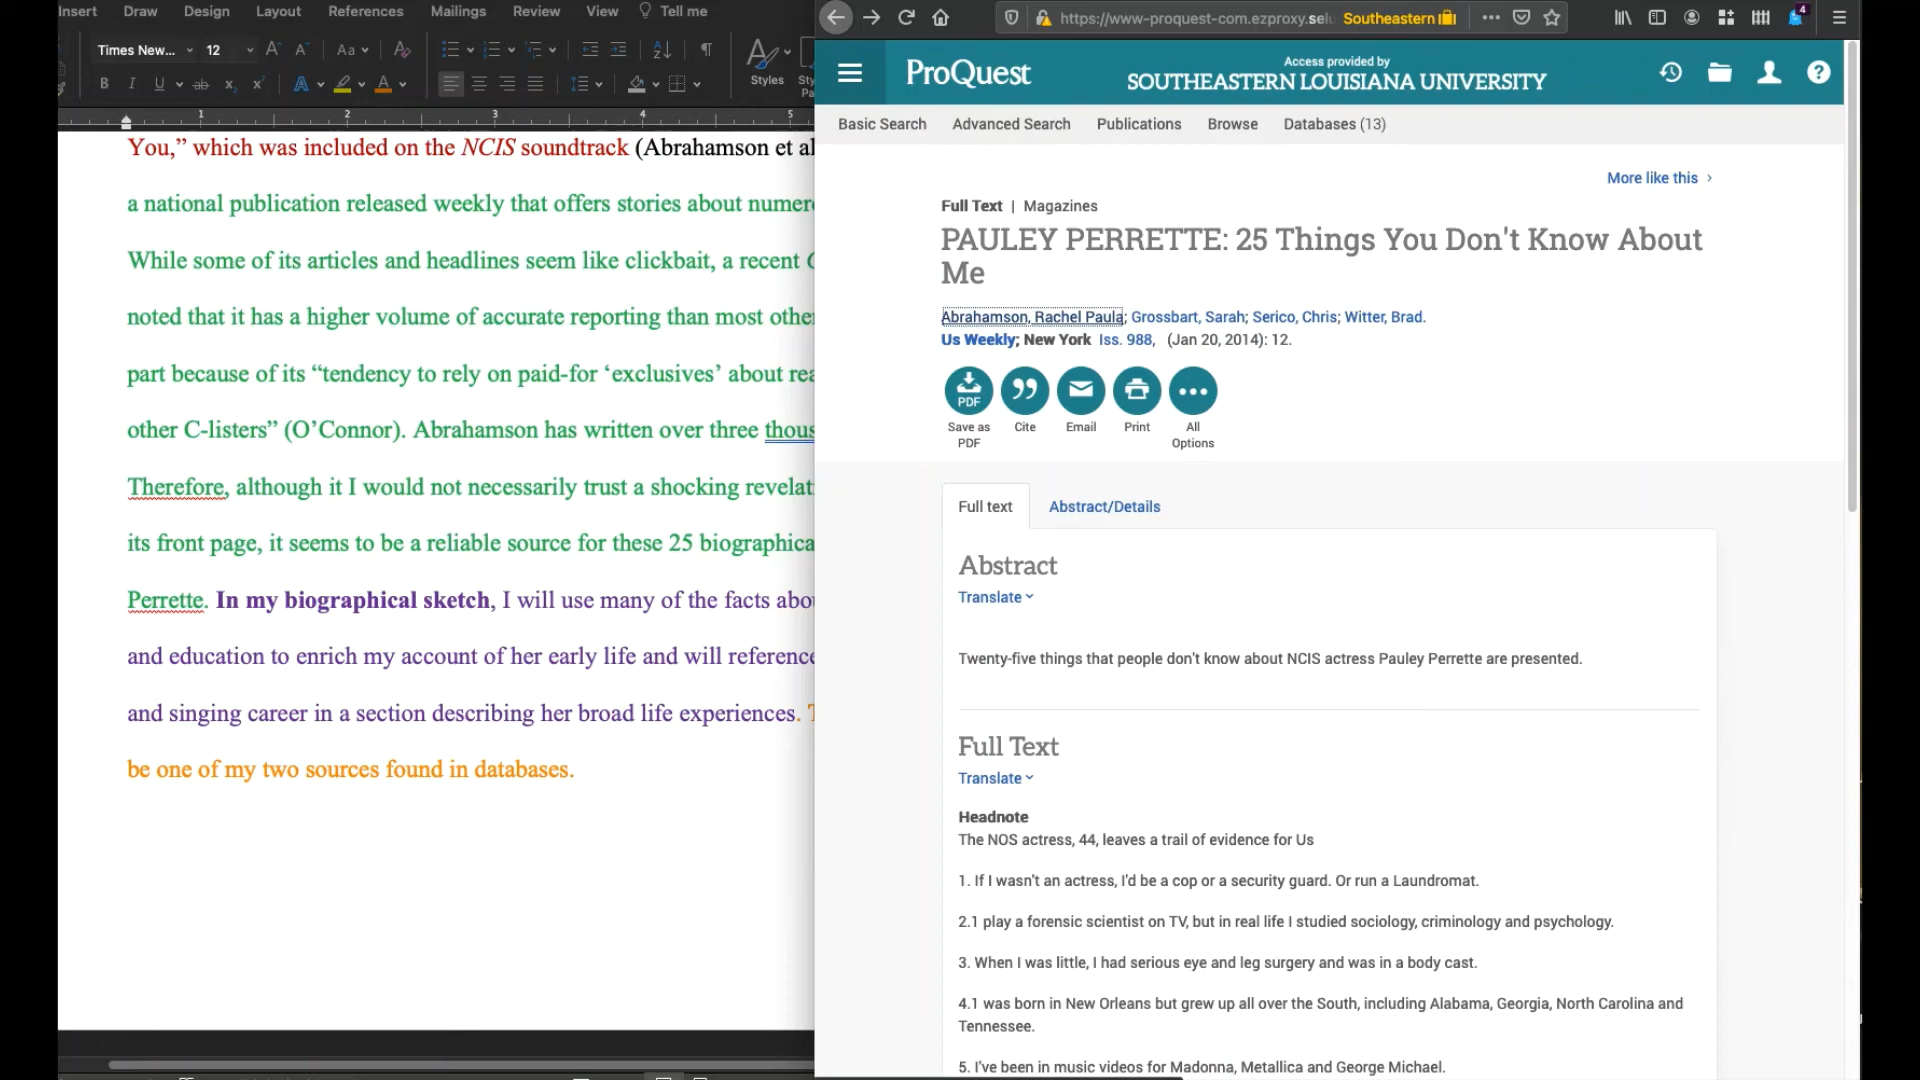 Insert Draw Design Layout References Mailings Review View Tell me
Times New... 12
Aa
B I U ab x x A A
Styles
1 2 3 4 5
You,” which was included on the NCIS soundtrack (Abrahamson et al
a national publication released weekly that offers stories about numer
While some of its articles and headlines seem like clickbait, a recent
noted that it has a higher volume of accurate reporting than most othe
part because of its “tendency to rely on paid-for ‘exclusives’ about rea
other C-listers” (O’Connor). Abrahamson has written over three thous
Therefore, although it I would not necessarily trust a shocking revelat
its front page, it seems to be a reliable source for these 25 biographica
Perrette. In my biographical sketch, I will use many of the facts abou
and education to enrich my account of her early life and will reference
and singing career in a section describing her broad life experiences. T
be one of my two sources found in databases.
https://www-proquest-com.ezproxy.selu Southeastern
4
ProQuest
Access provided by
SOUTHEASTERN LOUISIANA UNIVERSITY
Basic Search Advanced Search Publications Browse Databases (13)
More like this
Full Text | Magazines
PAULEY PERRETTE: 25 Things You Don't Know About
Me
Abrahamson, Rachel Paula; Grossbart, Sarah; Serico, Chris; Witter, Brad.
Us Weekly; New York Iss. 988, (Jan 20, 2014): 12.
PDF
Save as PDF
Cite
Email
Print
All Options
Full text Abstract/Details
Abstract
Translate
Twenty-five things that people don't know about NCIS actress Pauley Perrette are presented.
Full Text
Translate
Headnote
The NOS actress, 44, leaves a trail of evidence for Us
1. If I wasn't an actress, I'd be a cop or a security guard. Or run a Laundromat.
2.1 play a forensic scientist on TV, but in real life I studied sociology, criminology and psychology.
3. When I was little, I had serious eye and leg surgery and was in a body cast.
4.1 was born in New Orleans but grew up all over the South, including Alabama, Georgia, North Carolina and
Tennessee.
5. I've been in music videos for Madonna, Metallica and George Michael.